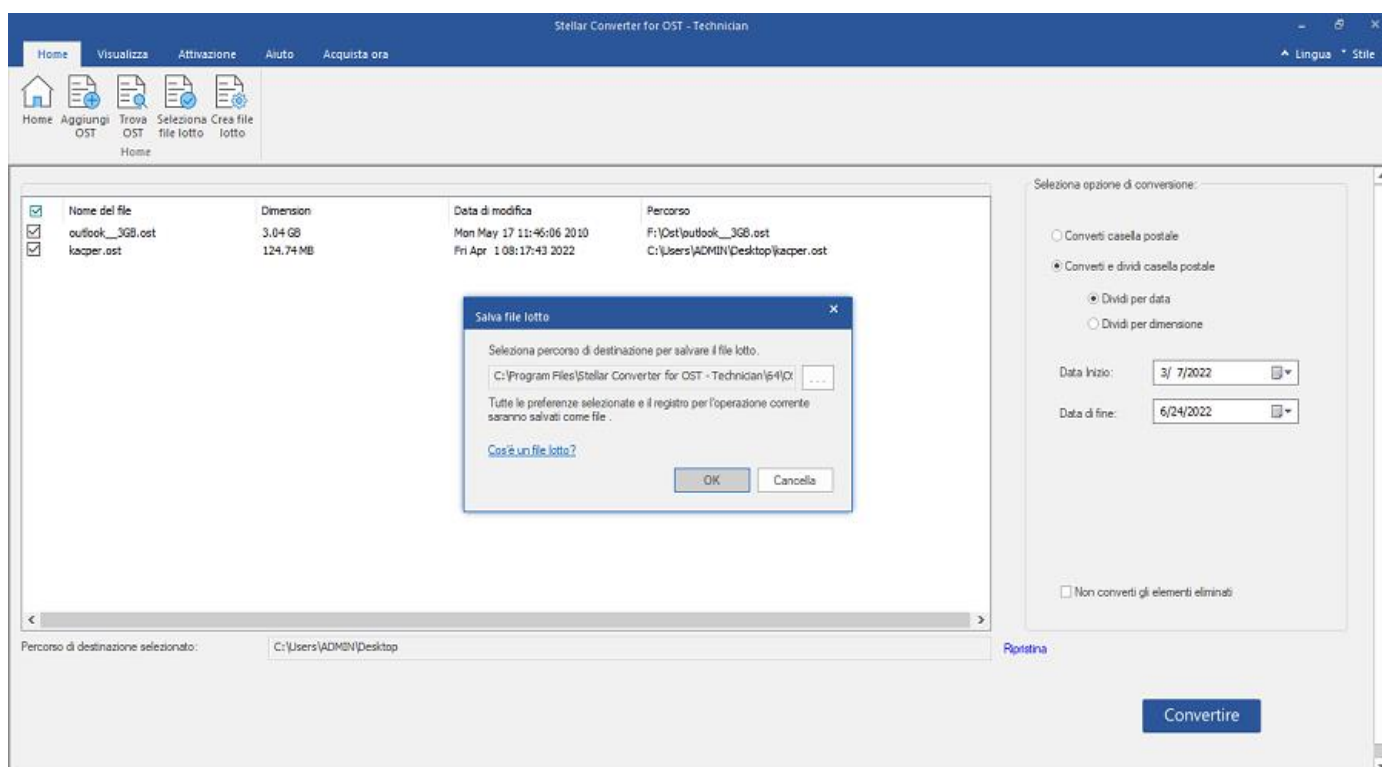 Stellar Converter for OST - Technician
Home Visualizza Attivazione Aiuto Acquista ora
Lingua Stile
Home Aggiungi OST Trova OST Seleziona file lotto Crea file lotto
Home
Nome del file Dimension Data di modifica Percorso
outlook__3GB.ost 3.04 GB Mon May 17 11:46:06 2010 F:\Ost\outlook__3GB.ost
kacper.ost 124.74 MB Fri Apr 1 08:17:43 2022 C:\Users\ADMIN\Desktop\kacper.ost
Seleziona opzione di conversione:
Converti casella postale
Converti e dividi casella postale
Dividi per data
Dividi per dimensione
Data Inizio: 3/ 7/2022
Data di fine: 6/24/2022
Non converti gli elementi eliminati
Salva file lotto
Seleziona percorso di destinazione per salvare il file lotto.
C:\Program Files\Stellar Converter for OST - Technician\64\O ...
Tutte le preferenze selezionate e il registro per l'operazione corrente
saranno salvati come file .
Cos'è un file lotto?
OK Cancella
Percorso di destinazione selezionato: C:\Users\ADMIN\Desktop
Ripristina
Convertire